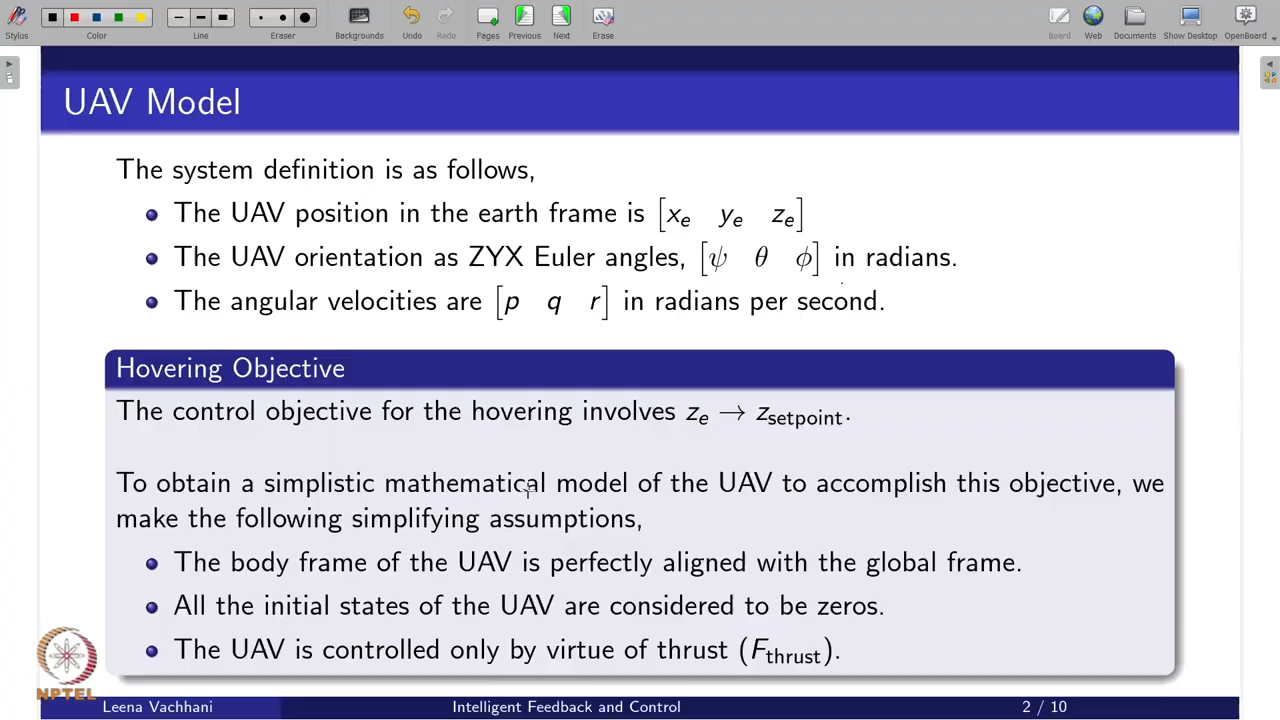 Stylus Color Line Eraser Backgrounds Undo Redo Pages Previous Next Erase Board Web Documents Show Desktop OpenBoard
UAV Model
The system definition is as follows,
The UAV position in the earth frame is [x_e y_e z_e]
The UAV orientation as ZYX Euler angles, [ψ θ ϕ] in radians.
The angular velocities are [p q r] in radians per second.
Hovering Objective
The control objective for the hovering involves z_e → z_setpoint.
To obtain a simplistic mathematical model of the UAV to accomplish this objective, we
make the following simplifying assumptions,
The body frame of the UAV is perfectly aligned with the global frame.
All the initial states of the UAV are considered to be zeros.
The UAV is controlled only by virtue of thrust (F_thrust).
NPTEL
Leena Vachhani Intelligent Feedback and Control 2 / 10